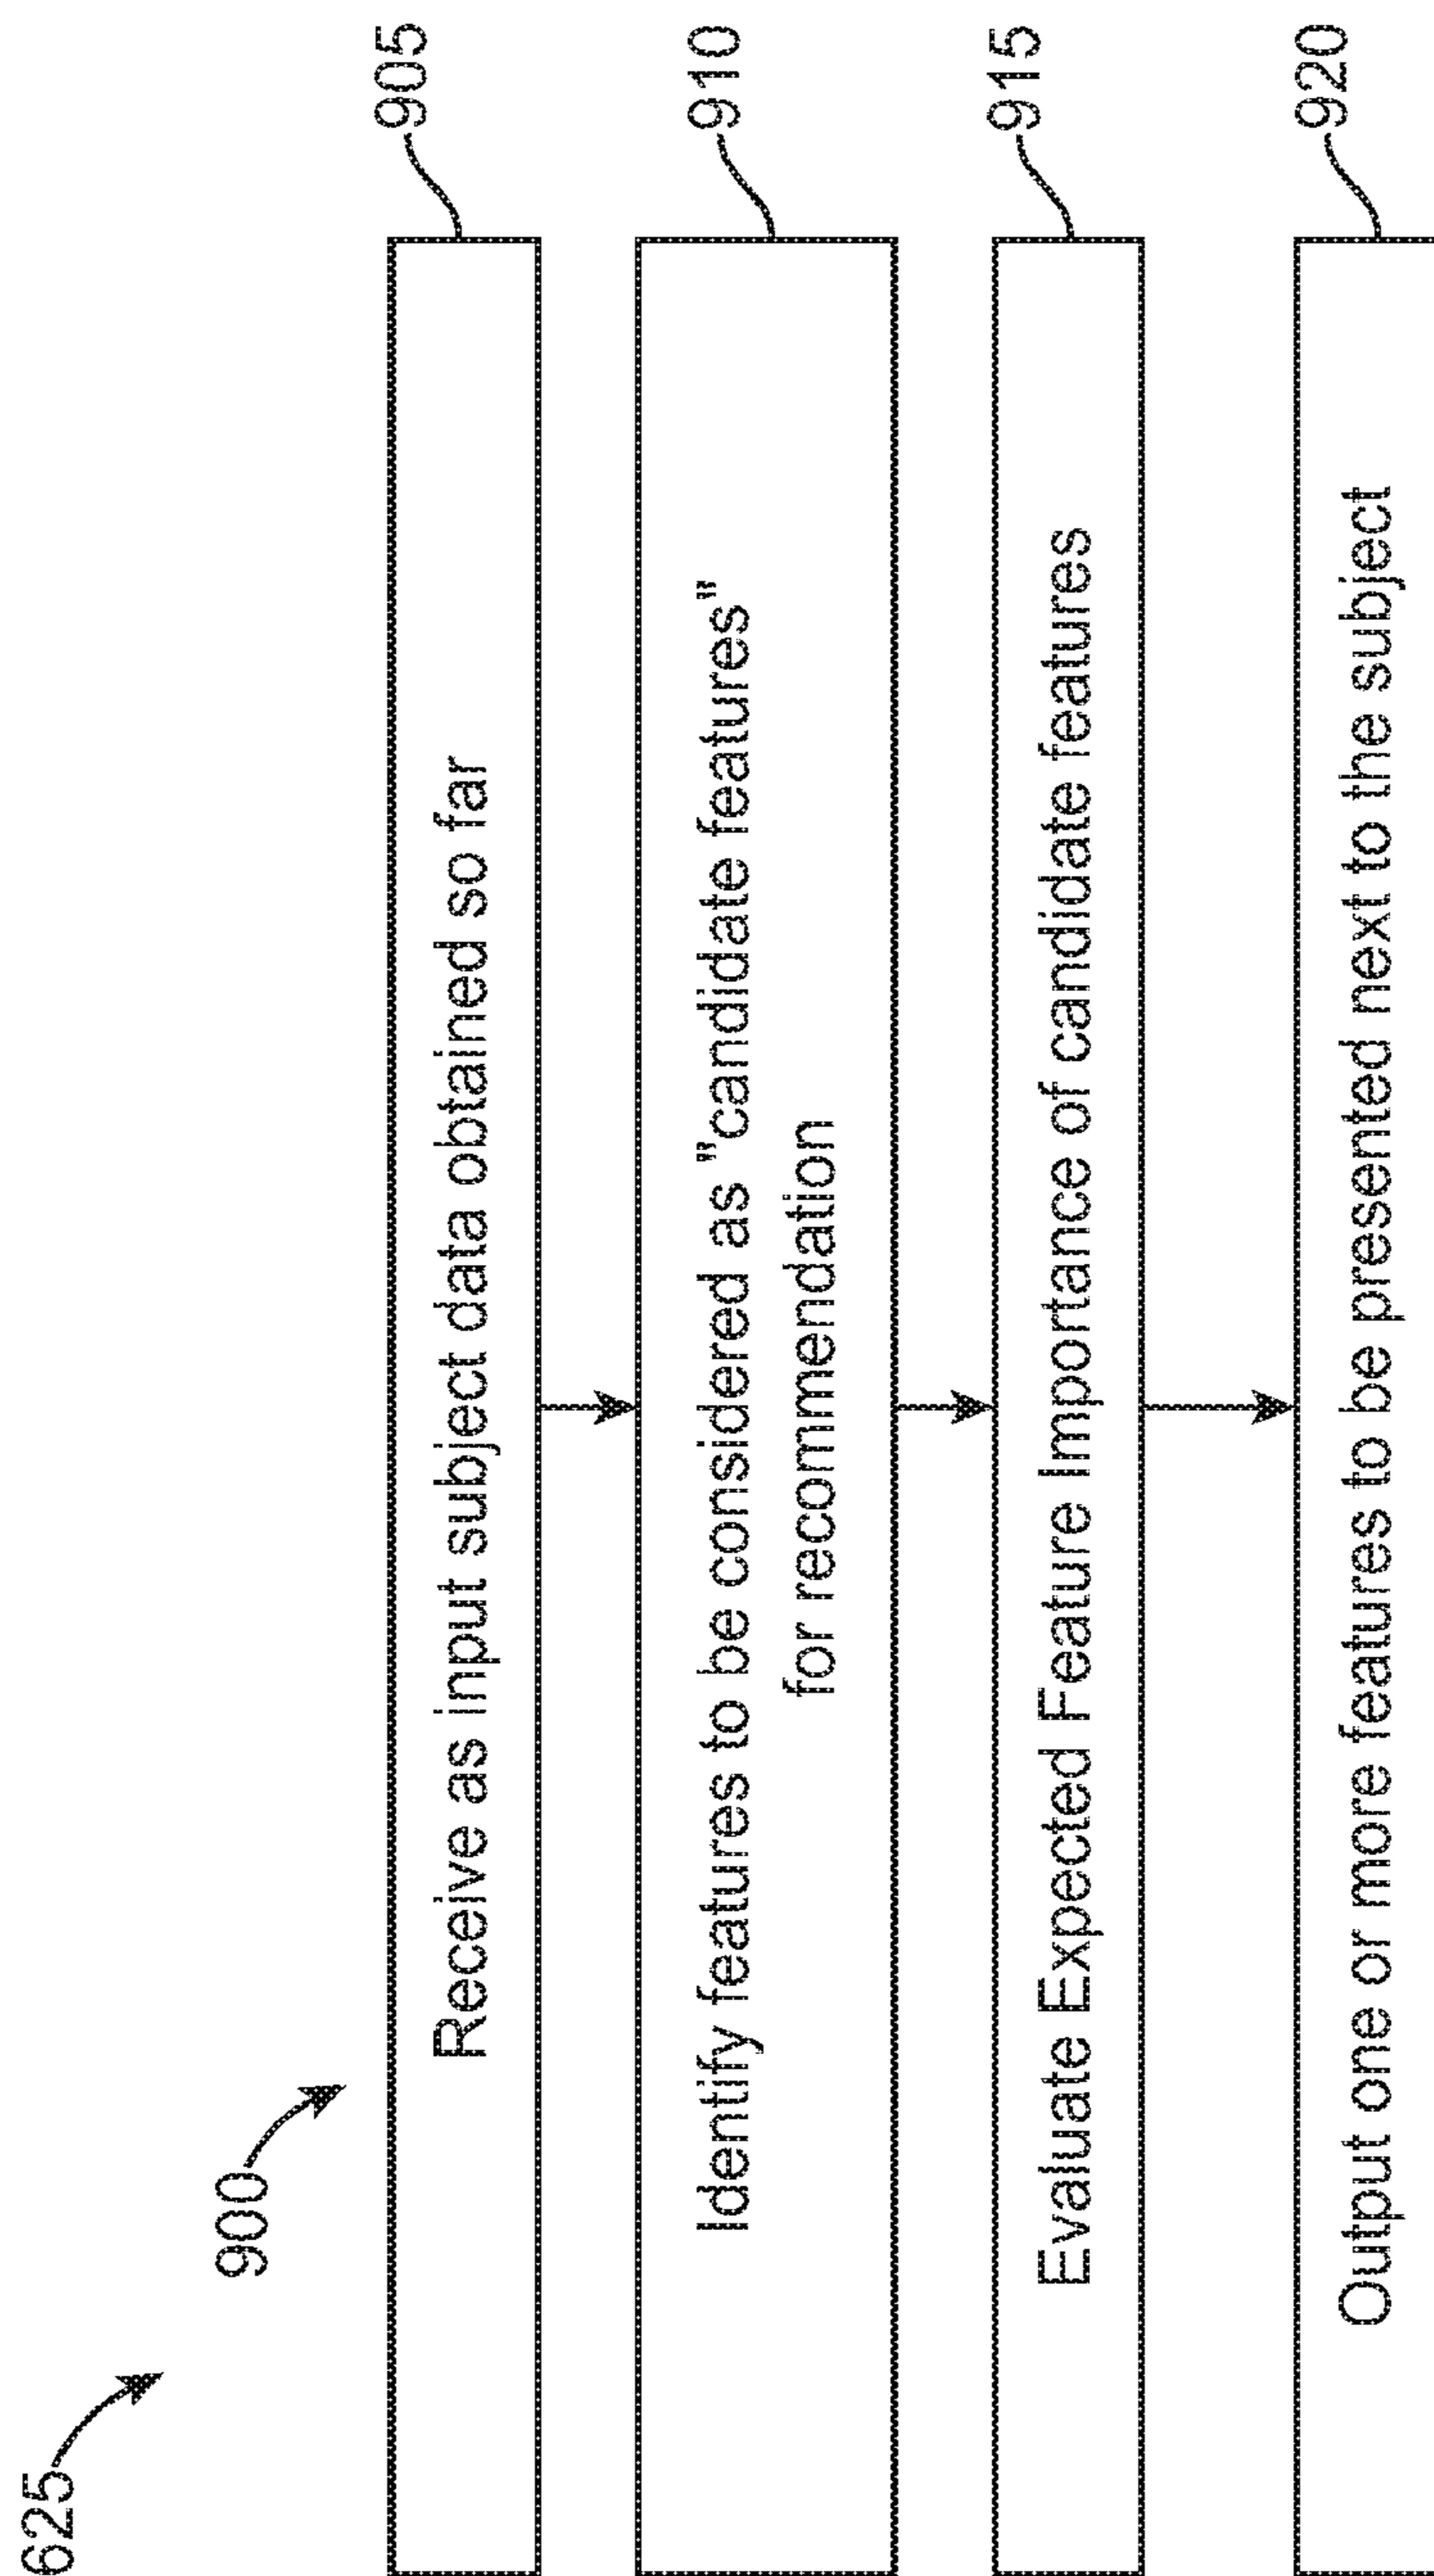 625
900
Receive as input subject data obtained so far
905
Identify features to be considered as "candidate features"
for recommendation
910
Evaluate Expected Feature Importance of candidate features
915
Output one or more features to be presented next to the subject
920